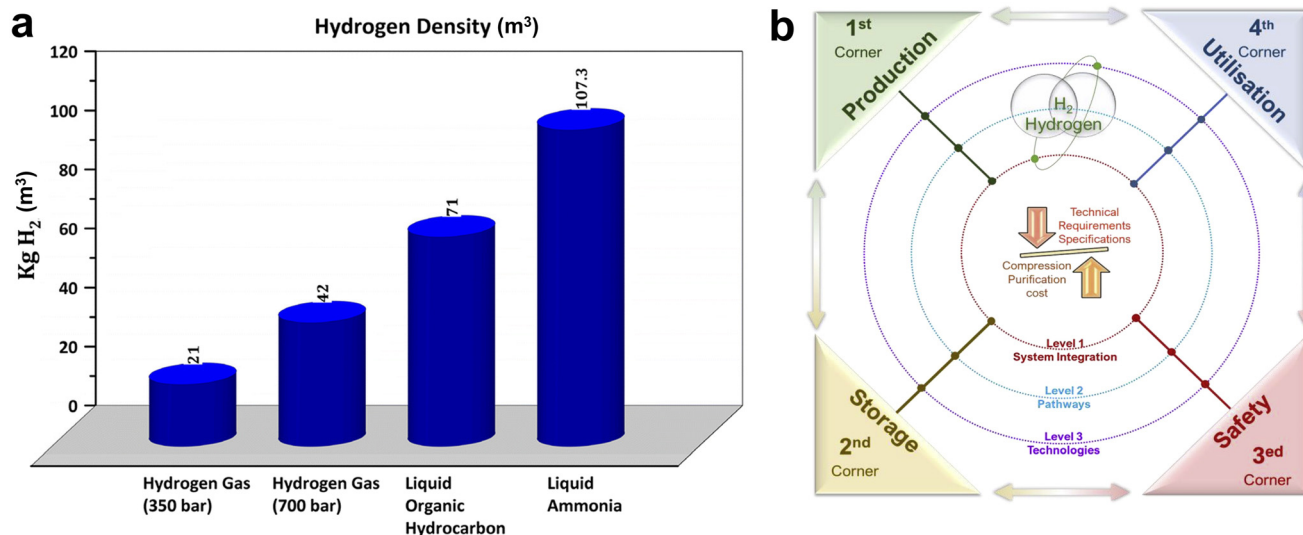 a
Hydrogen Density (m³)
Kg H₂ (m³)
120
100
80
60
40
20
0
21
42
71
107.3
Hydrogen Gas
(350 bar)
Hydrogen Gas
(700 bar)
Liquid
Organic
Hydrocarbon
Liquid
Ammonia
b
1st
Corner
Production
4th
Corner
Utilisation
H₂
Hydrogen
Technical
Requirements
Specifications
Compression
Purification
cost
Level 1
System Integration
Level 2
Pathways
Level 3
Technologies
Storage
2nd
Corner
Safety
3ed
Corner